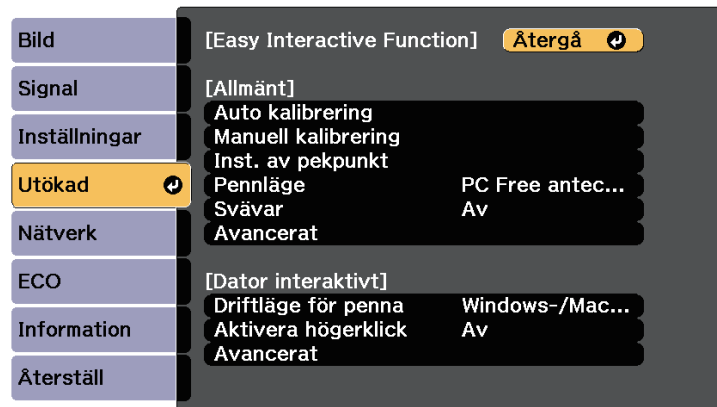 Bild
Signal
Inställningar
Utökad
Nätverk
ECO
Information
Återställ
[Easy Interactive Function] Återgå
[Allmänt]
Auto kalibrering
Manuell kalibrering
Inst. av pekpunkt
Pennläge PC Free antec...
Svävar Av
Avancerat
[Dator interaktivt]
Driftläge för penna Windows-/Mac...
Aktivera högerklick Av
Avancerat